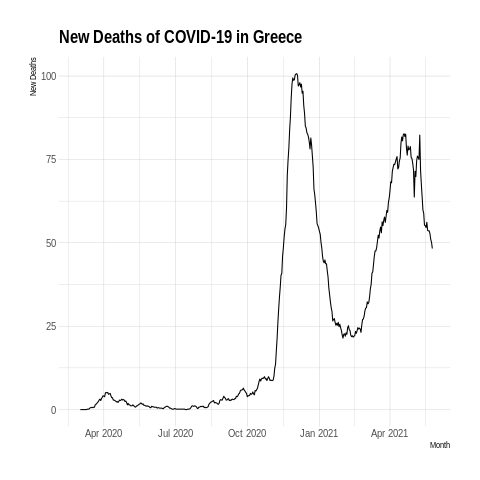 New Deaths of COVID-19 in Greece
New Deaths
100
75
50
25
0
Apr 2020 Jul 2020 Oct 2020 Jan 2021 Apr 2021
Month